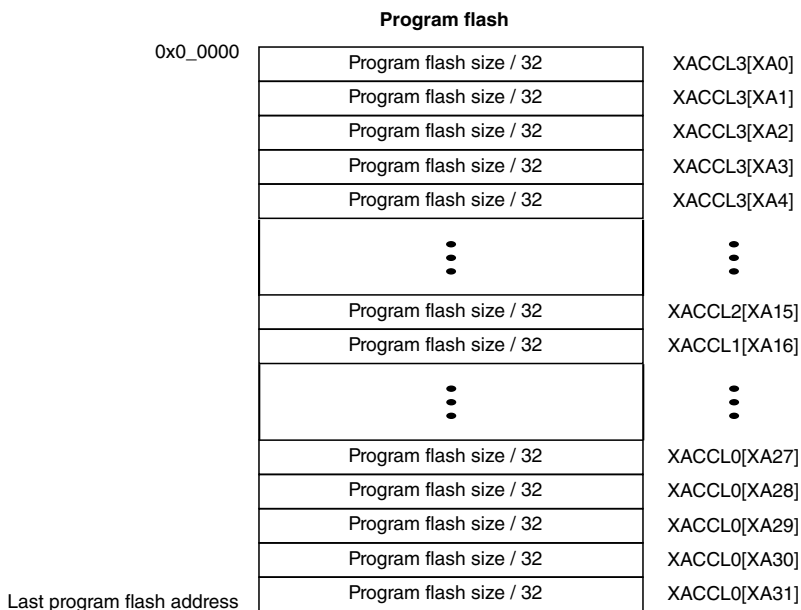 Program flash
0x0_0000
Program flash size / 32 XACCL3[XA0]
Program flash size / 32 XACCL3[XA1]
Program flash size / 32 XACCL3[XA2]
Program flash size / 32 XACCL3[XA3]
Program flash size / 32 XACCL3[XA4]
Program flash size / 32 XACCL2[XA15]
Program flash size / 32 XACCL1[XA16]
Program flash size / 32 XACCL0[XA27]
Program flash size / 32 XACCL0[XA28]
Program flash size / 32 XACCL0[XA29]
Program flash size / 32 XACCL0[XA30]
Last program flash address Program flash size / 32 XACCL0[XA31]